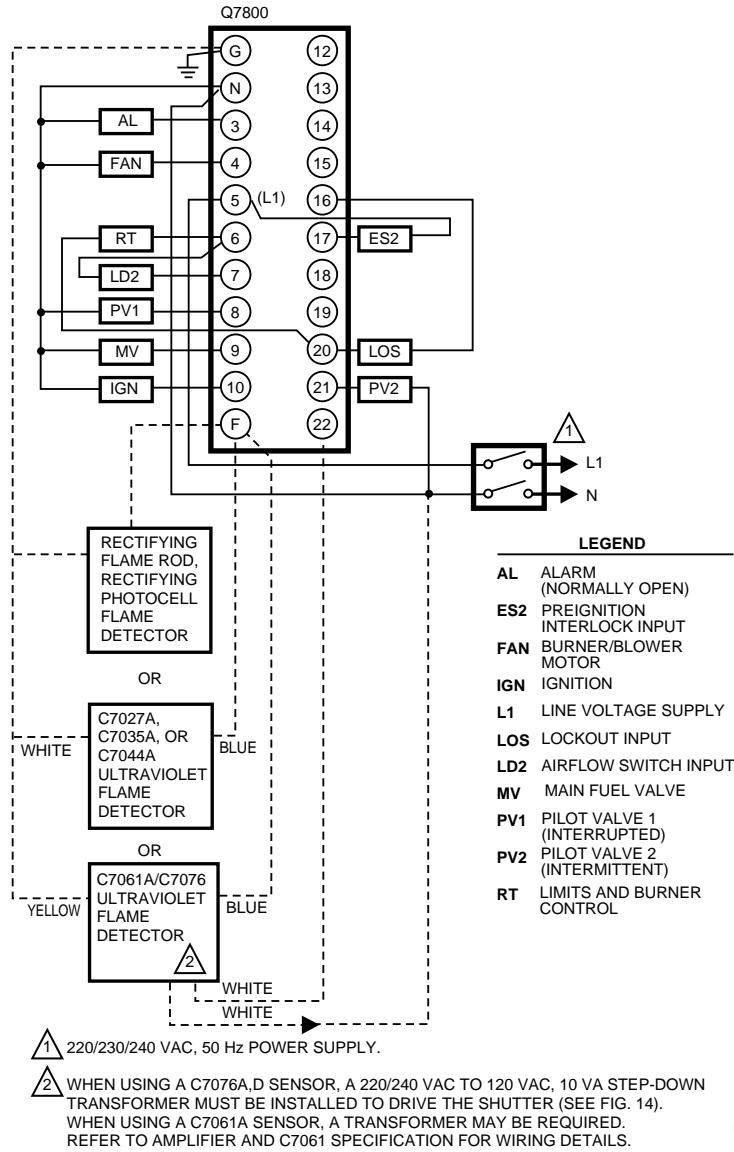 Q7800
G 12
N 13
AL 3 14
FAN 4 15
5 (L1) 16
RT 6 17 ES2
LD2 7 18
PV1 8 19
MV 9 20 LOS
IGN 10 21 PV2
F 22
1
L1
N
RECTIFYING
FLAME ROD,
RECTIFYING
PHOTOCELL
FLAME
DETECTOR
OR
C7027A,
C7035A, OR
C7044A
ULTRAVIOLET
FLAME
DETECTOR
WHITE
BLUE
OR
C7061A/C7076
ULTRAVIOLET
FLAME
DETECTOR
2
YELLOW
BLUE
WHITE
WHITE
LEGEND
AL ALARM
(NORMALLY OPEN)
ES2 PREIGNITION
INTERLOCK INPUT
FAN BURNER/BLOWER
MOTOR
IGN IGNITION
L1 LINE VOLTAGE SUPPLY
LOS LOCKOUT INPUT
LD2 AIRFLOW SWITCH INPUT
MV MAIN FUEL VALVE
PV1 PILOT VALVE 1
(INTERRUPTED)
PV2 PILOT VALVE 2
(INTERMITTENT)
RT LIMITS AND BURNER
CONTROL
1 220/230/240 VAC, 50 Hz POWER SUPPLY.
2 WHEN USING A C7076A,D SENSOR, A 220/240 VAC TO 120 VAC, 10 VA STEP-DOWN
TRANSFORMER MUST BE INSTALLED TO DRIVE THE SHUTTER (SEE FIG. 14).
WHEN USING A C7061A SENSOR, A TRANSFORMER MAY BE REQUIRED.
REFER TO AMPLIFIER AND C7061 SPECIFICATION FOR WIRING DETAILS.